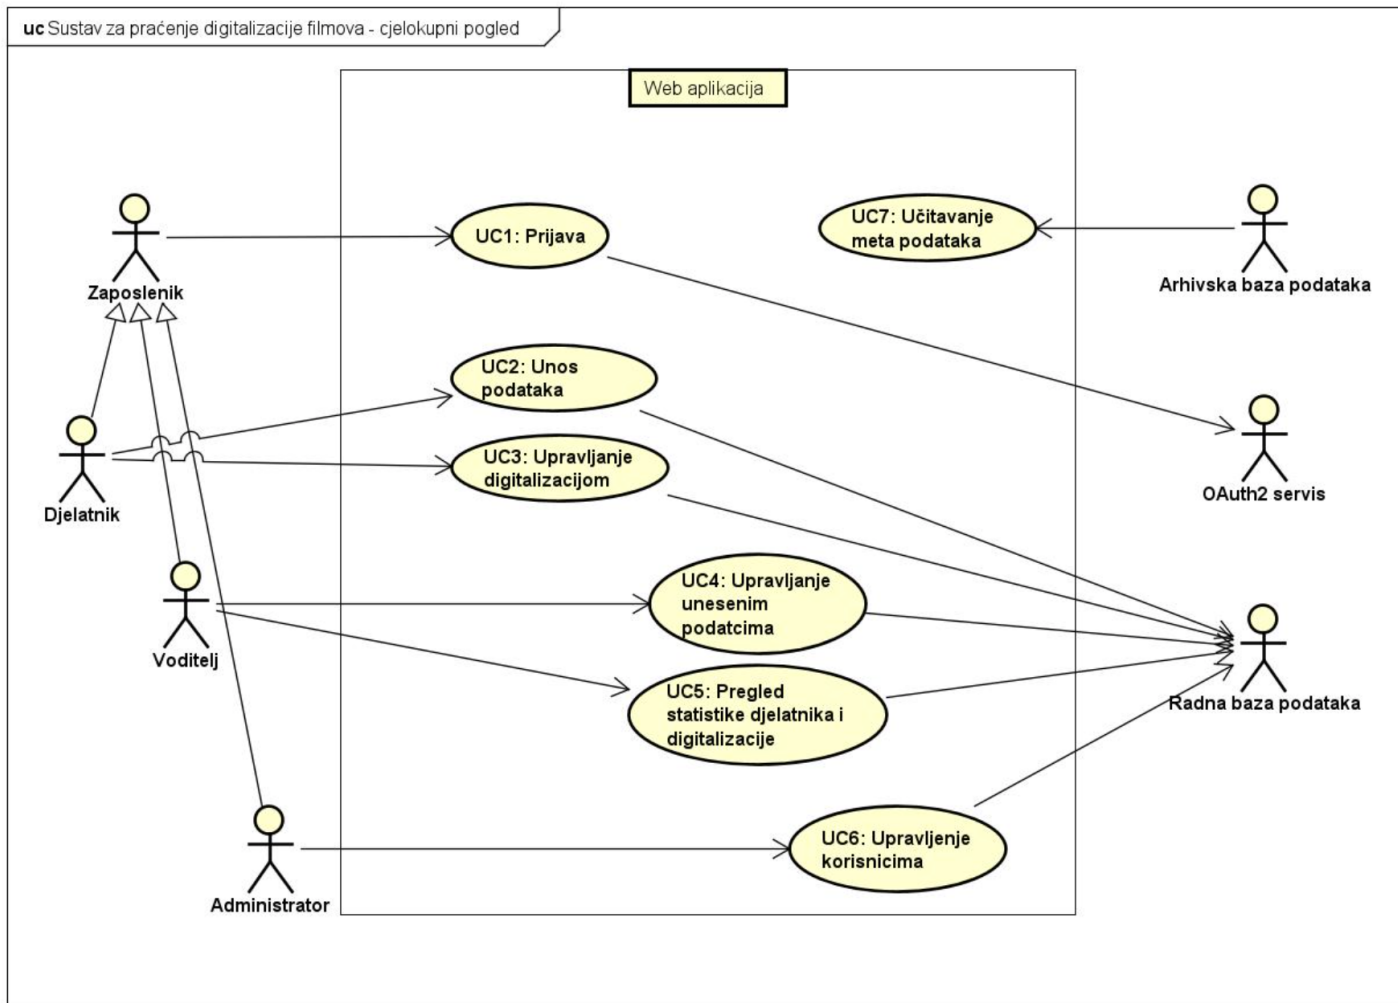 uc Sustav za praćenje digitalizacije filmova - cjelokupni pogled
Web aplikacija
Zaposlenik
UC1: Prijava
UC7: Učitavanje
meta podataka
Arhivska baza podataka
UC2: Unos
podataka
UC3: Upravljanje
digitalizacijom
Djelatnik
OAuth2 servis
UC4: Upravljanje
unesenim
podatcima
Voditelj
UC5: Pregled
statistike djelatnika i
digitalizacije
Radna baza podataka
UC6: Upravljenje
korisnicima
Administrator